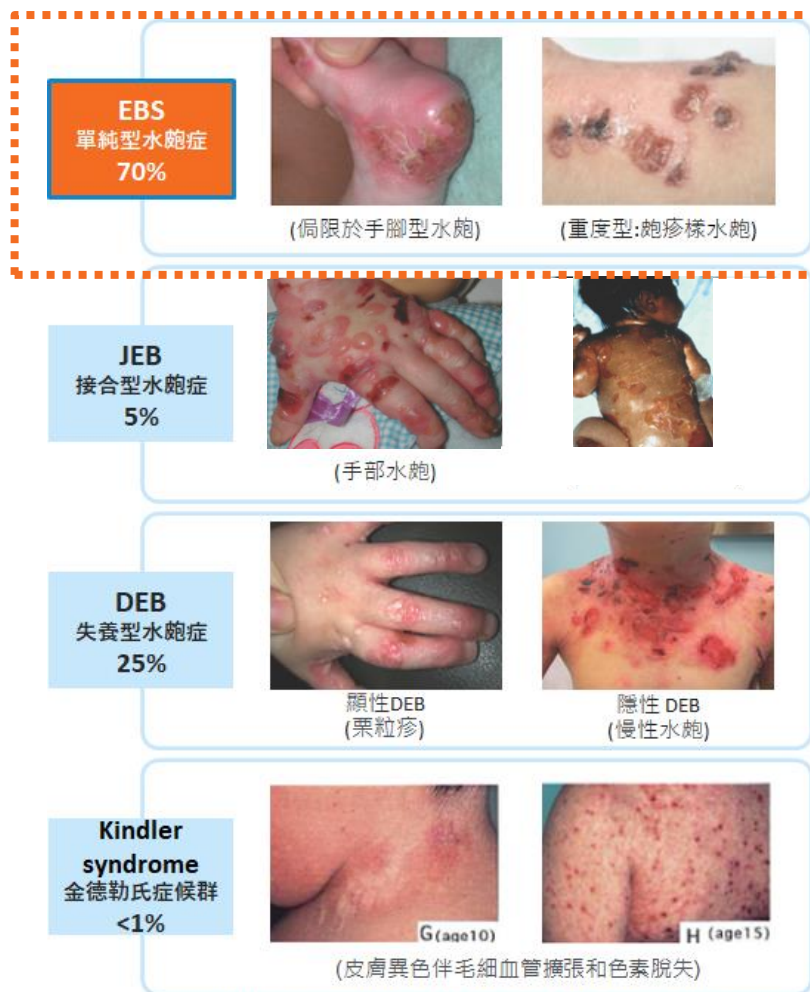 EBS
單純型水皰症
70%
(侷限於手腳型水皰)
(重度型:皰疹樣水皰)
JEB
接合型水皰症
5%
(手部水皰)
DEB
失養型水皰症
25%
顯性DEB
(栗粒疹)
隱性 DEB
(慢性水皰)
Kindler
syndrome
金德勒氏症候群
<1%
G(age10)
H (age15)
(皮膚異色伴毛細血管擴張和色素脫失)